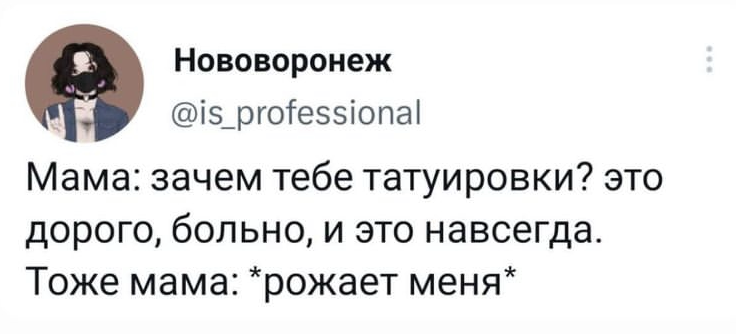 Нововоронеж
@is_professional
Мама: зачем тебе татуировки? это
дорого, больно, и это навсегда.
Тоже мама: *рожает меня*